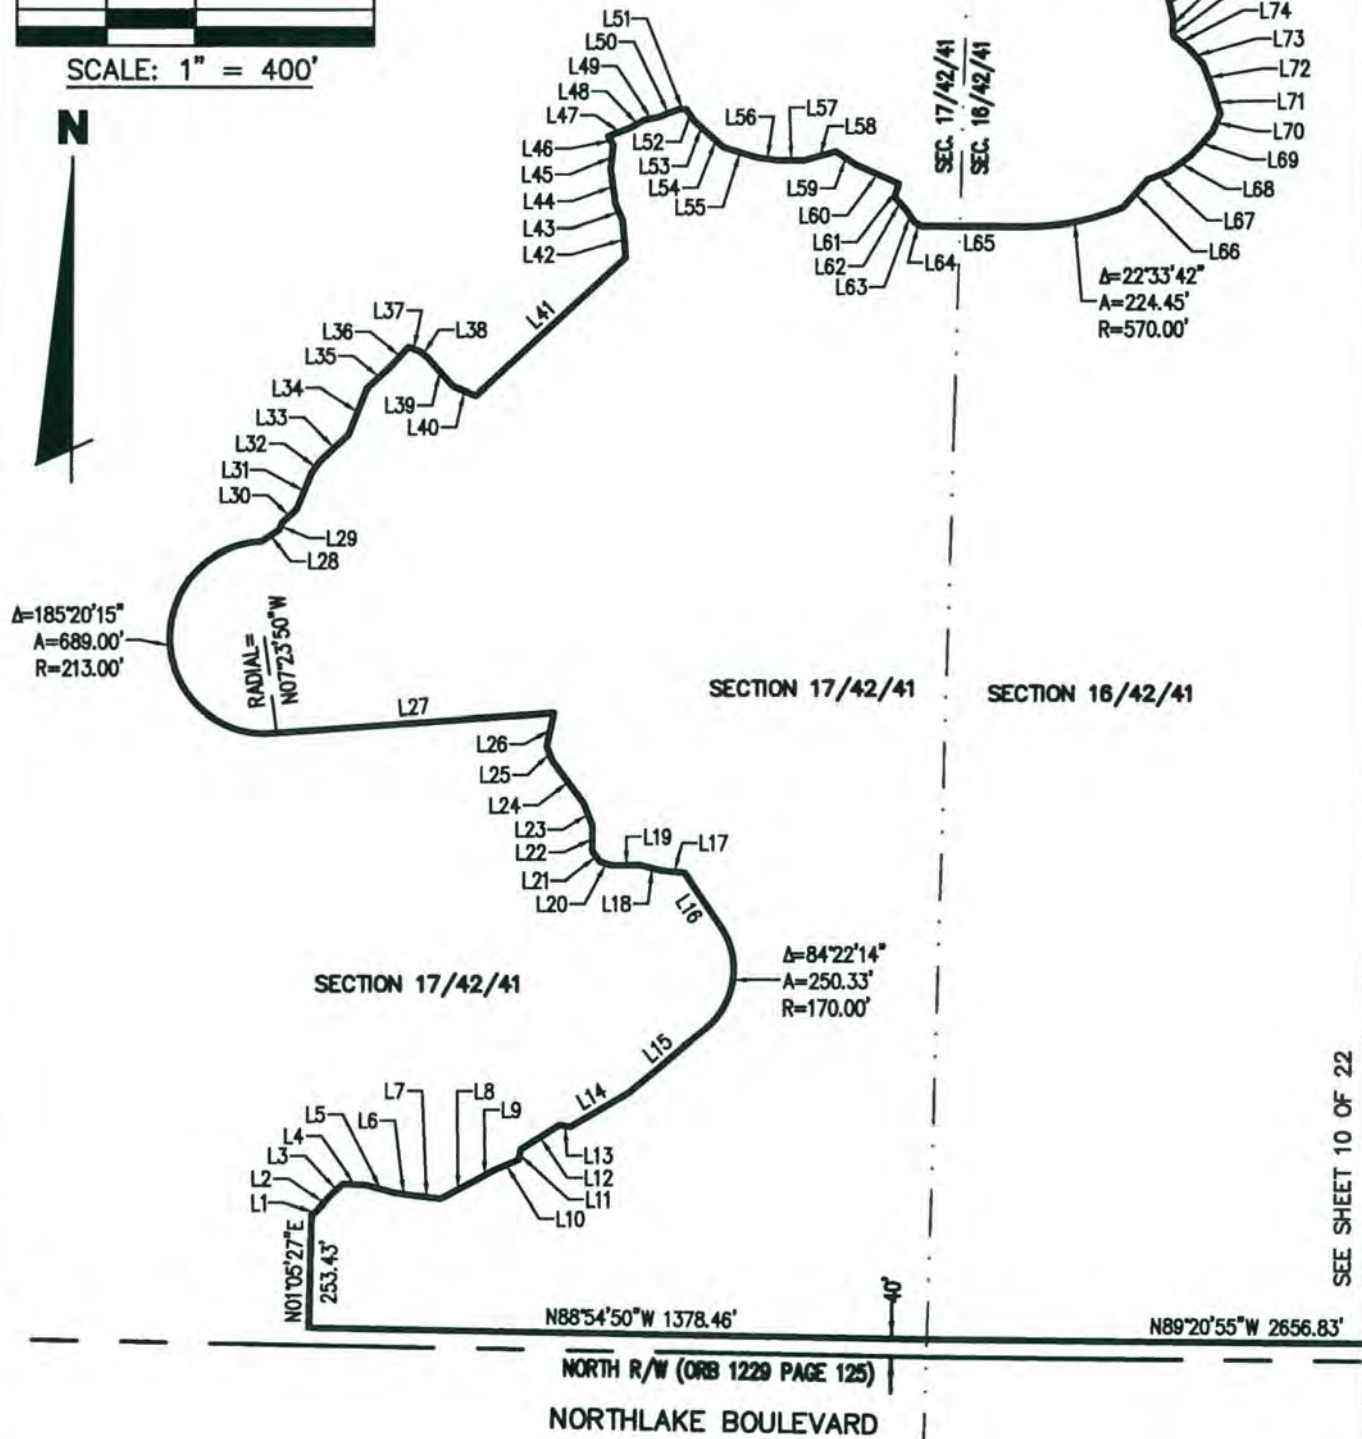 SCALE: 1" = 400'
N
L51
L50
L49
L48
L47
L46
L45
L44
L43
L42
L52
L53
L54
L55
L56
L57
L58
L59
L60
L61
L62
L63
L64
L65
SEC. 17/42/41
SEC. 16/42/41
L74
L73
L72
L71
L70
L69
L68
L67
L66
Δ=22°33'42"
A=224.45'
R=570.00'
L41
L37
L38
L36
L35
L34
L33
L32
L31
L30
L39
L40
L29
L28
Δ=185°20'15"
A=689.00'
R=213.00'
RADIAL=
N07°23'50"W
L27
SECTION 17/42/41
SECTION 16/42/41
L26
L25
L24
L23
L22
L21
L20
L19
L18
L17
L16
Δ=84°22'14"
A=250.33'
R=170.00'
SECTION 17/42/41
L15
L14
L7
L8
L9
L5
L6
L4
L3
L2
L1
L13
L12
L11
L10
N01°05'27"E
253.43'
N88°54'50"W 1378.46'
40'
N89°20'55"W 2656.83'
SEE SHEET 10 OF 22
NORTH R/W (ORB 1229 PAGE 125)
NORTHLAKE BOULEVARD